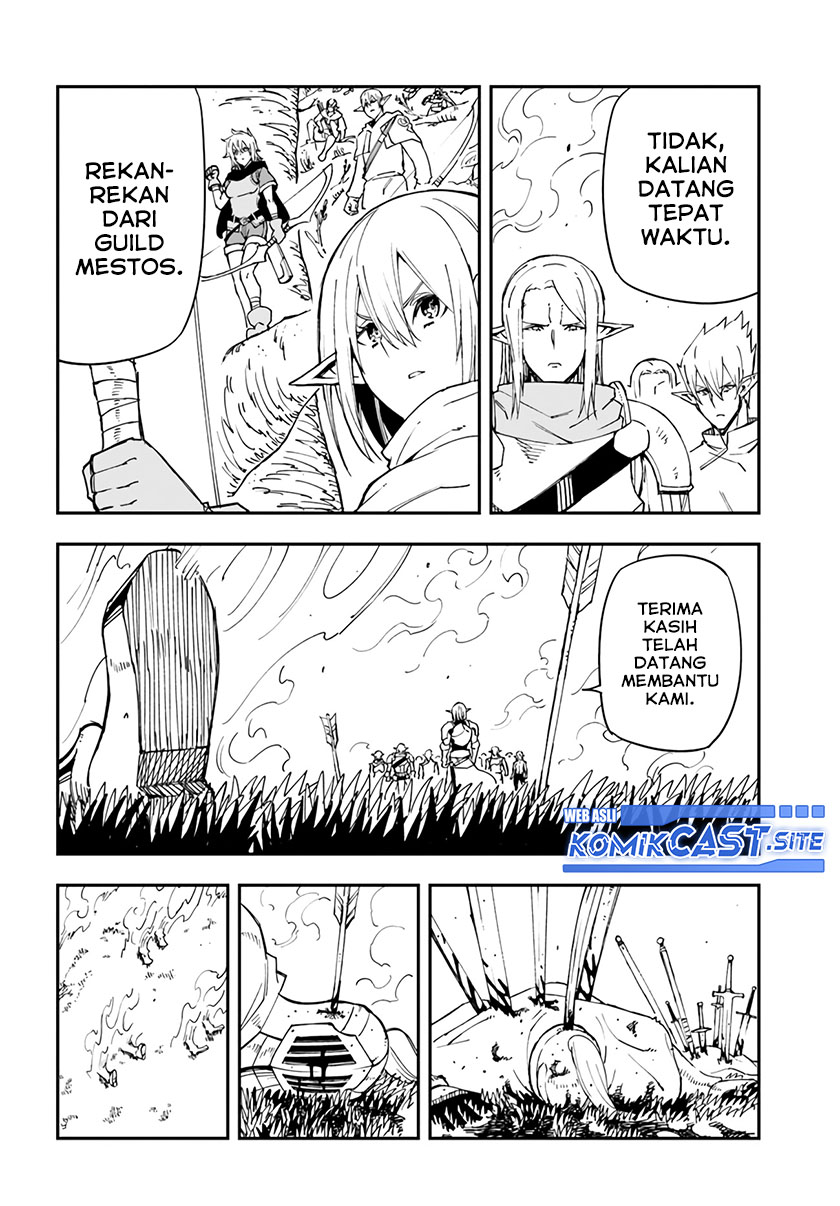 TIDAK,
KALIAN
DATANG
TEPAT
WAKTU.
REKAN-
REKAN
DARI
GUILD
MESTOS.
TERIMA
KASIH
TELAH
DATANG
MEMBANTU
KAMI.
WEB ASLI
KOMIKCAST.SITE